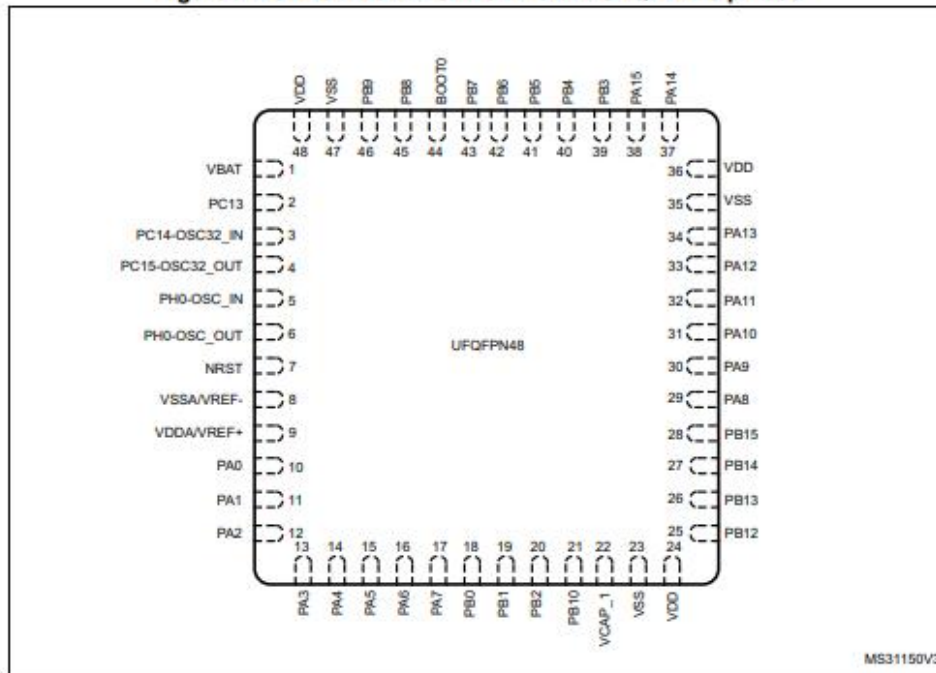 VDD VSS PB9 PB8 BOOT0 PB7 PB6 PB5 PB4 PB3 PA15 PA14
48 47 46 45 44 43 42 41 40 39 38 37
VBAT 1 36 VDD
PC13 2 35 VSS
PC14-OSC32_IN 3 34 PA13
PC15-OSC32_OUT 4 33 PA12
PH0-OSC_IN 5 32 PA11
PH0-OSC_OUT 6 31 PA10
UFQFPN48
NRST 7 30 PA9
VSSA/VREF- 8 29 PA8
VDDA/VREF+ 9 28 PB15
PA0 10 27 PB14
PA1 11 26 PB13
PA2 12 25 PB12
13 14 15 16 17 18 19 20 21 22 23 24
PA3 PA4 PA5 PA6 PA7 PB0 PB1 PB2 PB10 VCAP_1 VSS VDD
MS31150V3